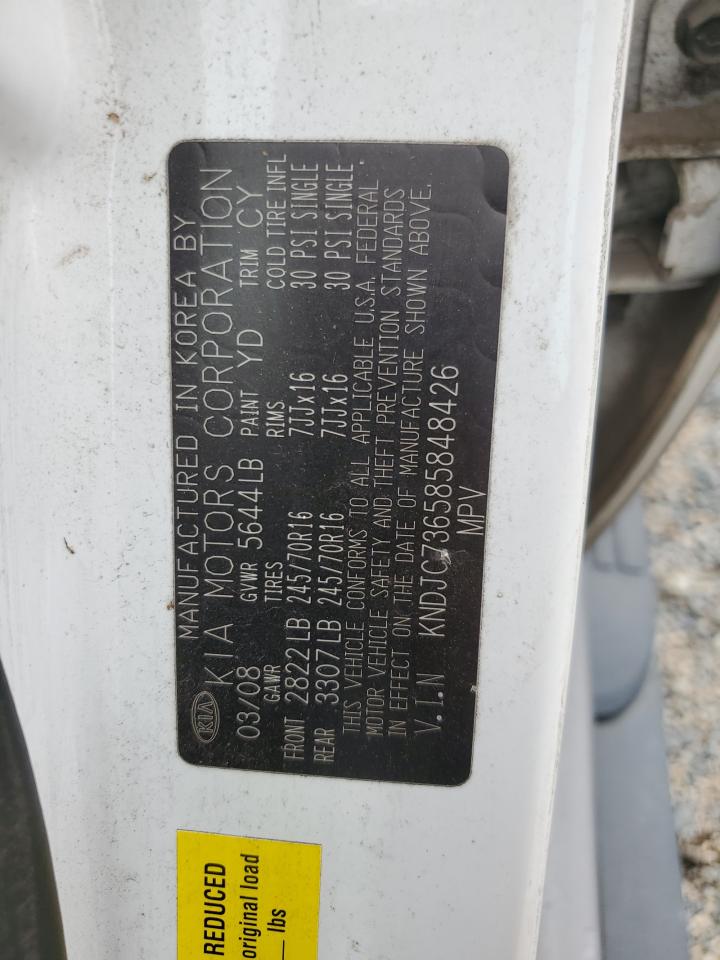 MANUFACTURED IN KOREA BY
KIA KIA MOTORS CORPORATION
03/08 GVWR 5644LB PAINT YD TRIM CY
GAWR TIRES RIMS COLD TIRE INFL
FRONT 2822LB 245/70R16 7JJx16 30 PSI SINGLE
REAR 3307LB 245/70R16 7JJx16 30 PSI SINGLE
THIS VEHICLE CONFORMS TO ALL APPLICABLE U.S.A. FEDERAL
MOTOR VEHICLE SAFETY AND THEFT PREVENTION STANDARDS
IN EFFECT ON THE DATE OF MANUFACTURE SHOWN ABOVE.
V.I.N KNDJC736585848426
MPV
REDUCED
original load
lbs